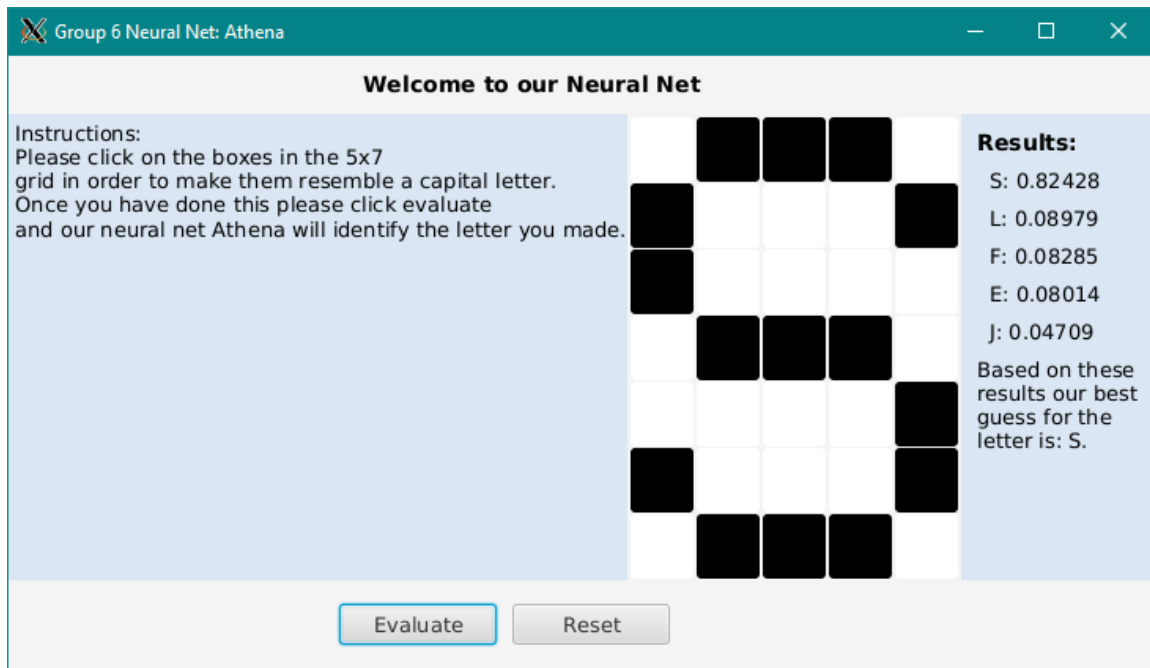 Group 6 Neural Net: Athena
Welcome to our Neural Net
Instructions:
Please click on the boxes in the 5x7
grid in order to make them resemble a capital letter.
Once you have done this please click evaluate
and our neural net Athena will identify the letter you made.
Results:
S: 0.82428
L: 0.08979
F: 0.08285
E: 0.08014
J: 0.04709
Based on these
results our best
guess for the
letter is: S.
Evaluate
Reset